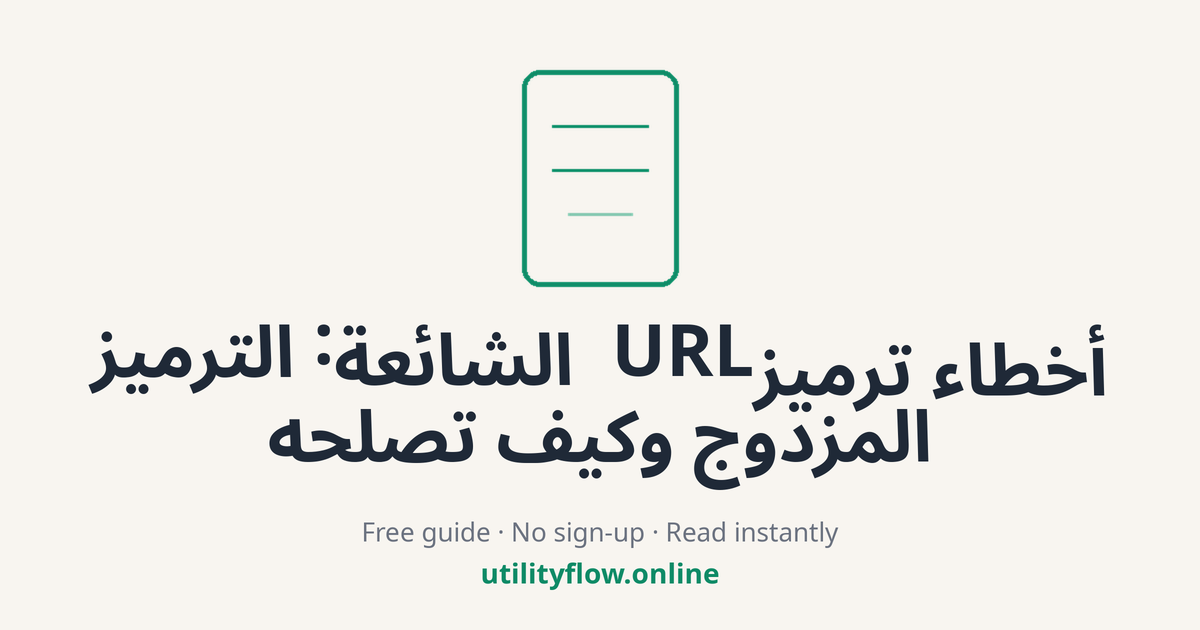 أخطاء ترميز URL الشائعة: الترميز
المزدوج وكيف تصلحه
Free guide · No sign-up · Read instantly
utilityflow.online